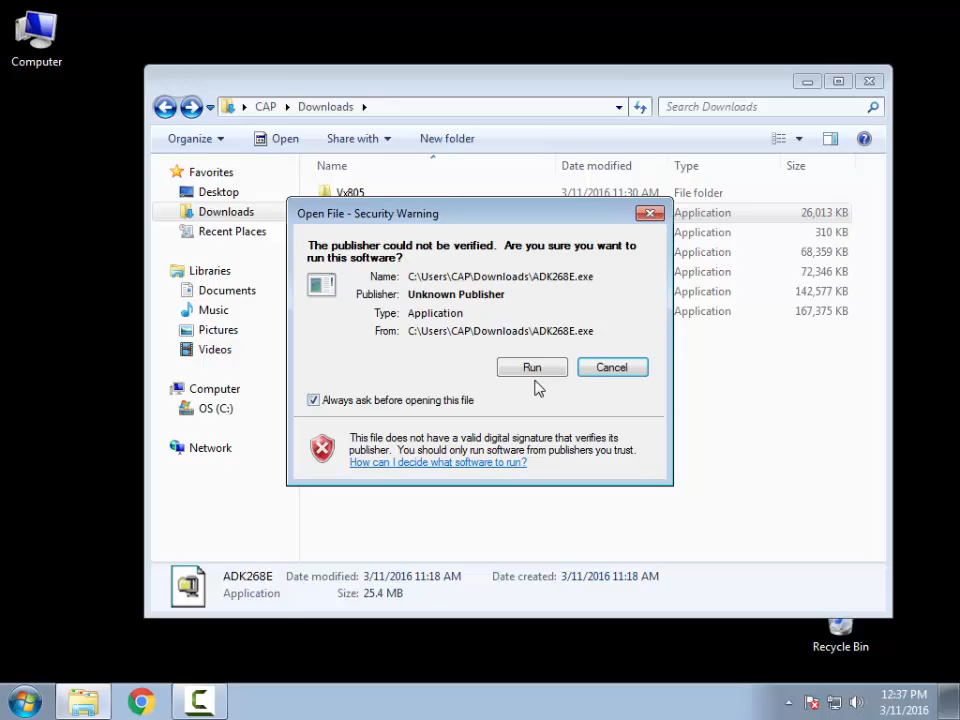 Computer
CAP Downloads
Search Downloads
Organize Open Share with New folder
Favorites
Desktop
Downloads
Recent Places
Libraries
Documents
Music
Pictures
Videos
Computer
OS (C:)
Network
Name Date modified Type Size
Vx805 3/11/2016 11:30 AM File folder
Application 26,013 KB
Application 310 KB
Application 68,359 KB
Application 72,346 KB
Application 142,577 KB
Application 167,375 KB
Open File - Security Warning
The publisher could not be verified. Are you sure you want to
run this software?
Name: C:\Users\CAP\Downloads\ADK268E.exe
Publisher: Unknown Publisher
Type: Application
From: C:\Users\CAP\Downloads\ADK268E.exe
Run Cancel
Always ask before opening this file
This file does not have a valid digital signature that verifies its
publisher. You should only run software from publishers you trust.
How can I decide what software to run?
ADK268E Date modified: 3/11/2016 11:18 AM Date created: 3/11/2016 11:18 AM
Application Size: 25.4 MB
Recycle Bin
12:37 PM
3/11/2016